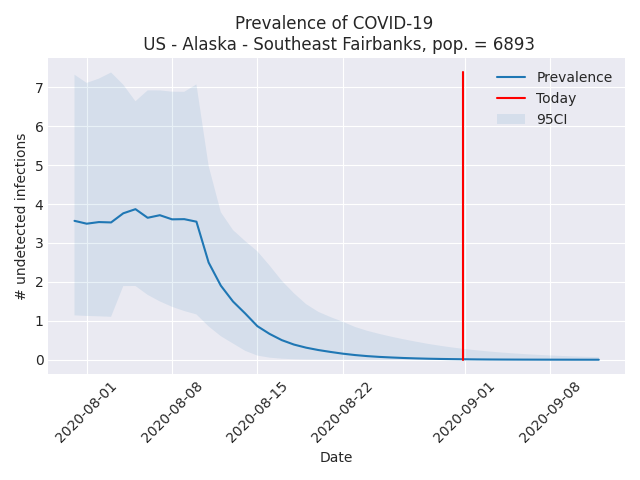 Prevalence of COVID-19
US - Alaska - Southeast Fairbanks, pop. = 6893
Prevalence
Today
95CI
# undetected infections
7
6
5
4
3
2
1
0
2020-08-01
2020-08-08
2020-08-15
2020-08-22
2020-09-01
2020-09-08
Date